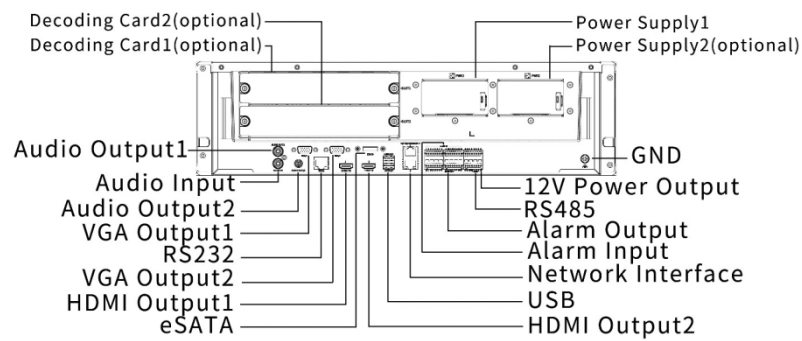 Decoding Card2(optional)
Decoding Card1(optional)
Power Supply1
Power Supply2(optional)
Audio Output1
GND
Audio Input
12V Power Output
Audio Output2
RS485
VGA Output1
Alarm Output
RS232
Alarm Input
VGA Output2
Network Interface
HDMI Output1
USB
eSATA
HDMI Output2